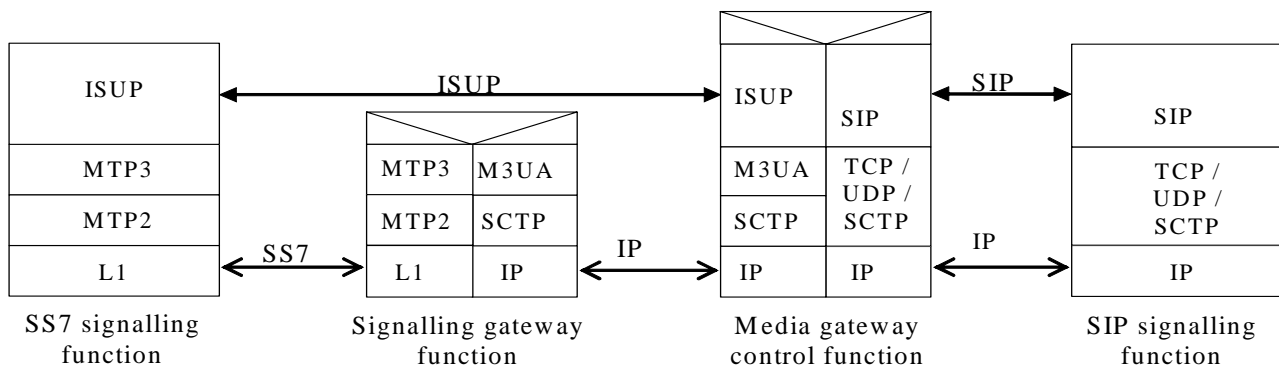 ISUP
MTP3
MTP2
L1
SS7 signalling
function
ISUP
SS7
MTP3
M3UA
MTP2
SCTP
L1
IP
Signalling gateway
function
IP
ISUP
SIP
M3UA
TCP /
UDP /
SCTP
SCTP
IP
IP
Media gateway
control function
SIP
IP
SIP
TCP /
UDP /
SCTP
IP
SIP signalling
function